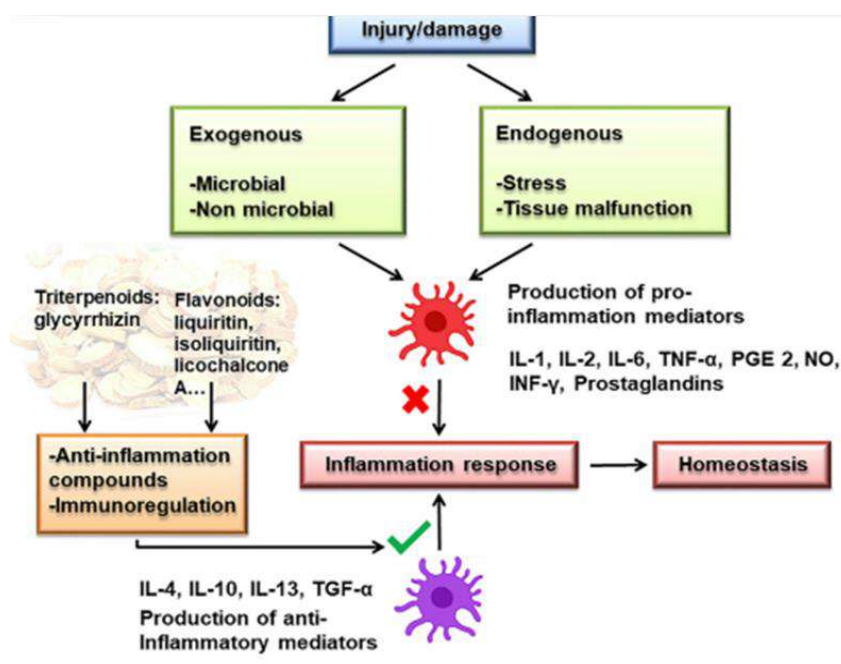 Injury/damage
Exogenous
-Microbial
-Non microbial
Endogenous
-Stress
-Tissue malfunction
Triterpenoids:
glycyrrhizin
Flavonoids:
liquiritin,
isoliquiritin,
licochalcone
A...
Production of pro-
inflammation mediators
IL-1, IL-2, IL-6, TNF-α, PGE 2, NO,
INF-γ, Prostaglandins
-Anti-inflammation
compounds
-Immunoregulation
Inflammation response
Homeostasis
IL-4, IL-10, IL-13, TGF-α
Production of anti-
Inflammatory mediators